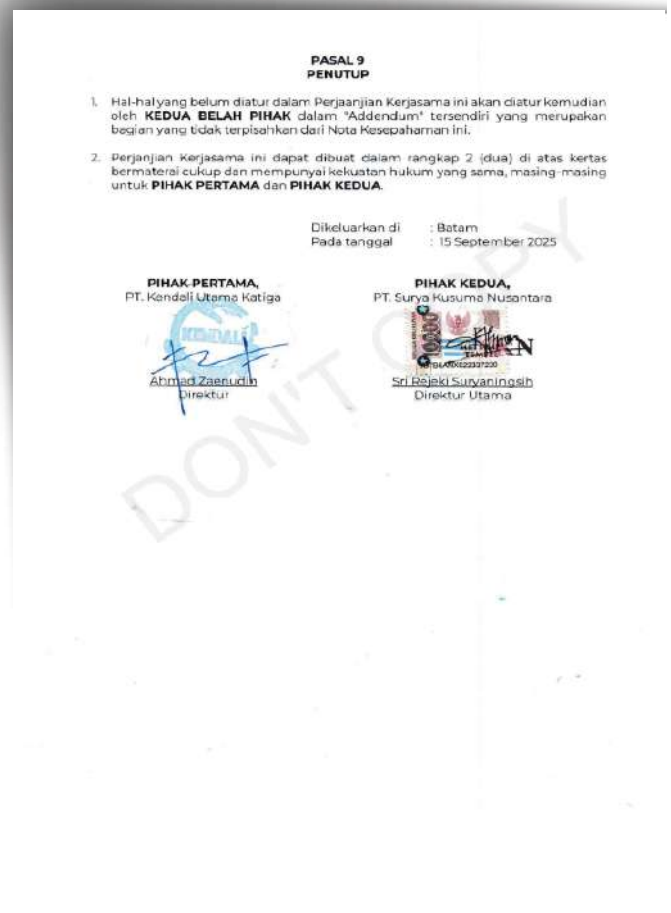 PASAL 9
PENUTUP
1. Hal-hal yang belum diatur dalam Perjaanjian Kerjasama ini akan diatur kemudian
oleh KEDUA BELAH PIHAK dalam "Addendum" tersendiri yang merupakan
bagian yang tidak terpisahkan dari Nota Kesepahaman ini.
2. Perjanjian Kerjasama ini dapat dibuat dalam rangkap 2 (dua) di atas kertas
bermaterai cukup dan mempunyai kekuatan hukum yang sama, masing-masing
untuk PIHAK PERTAMA dan PIHAK KEDUA.
Dikeluarkan di : Batam
Pada tanggal : 15 September 2025
PIHAK PERTAMA,
PT. Kendali Utama Katiga
KENDALI
Ahmad Zaenudin
Direktur
PIHAK KEDUA,
PT. Surya Kusuma Nusantara
10000
Sri Rejeki Suryaningsih
Direktur Utama
DON'T COPY